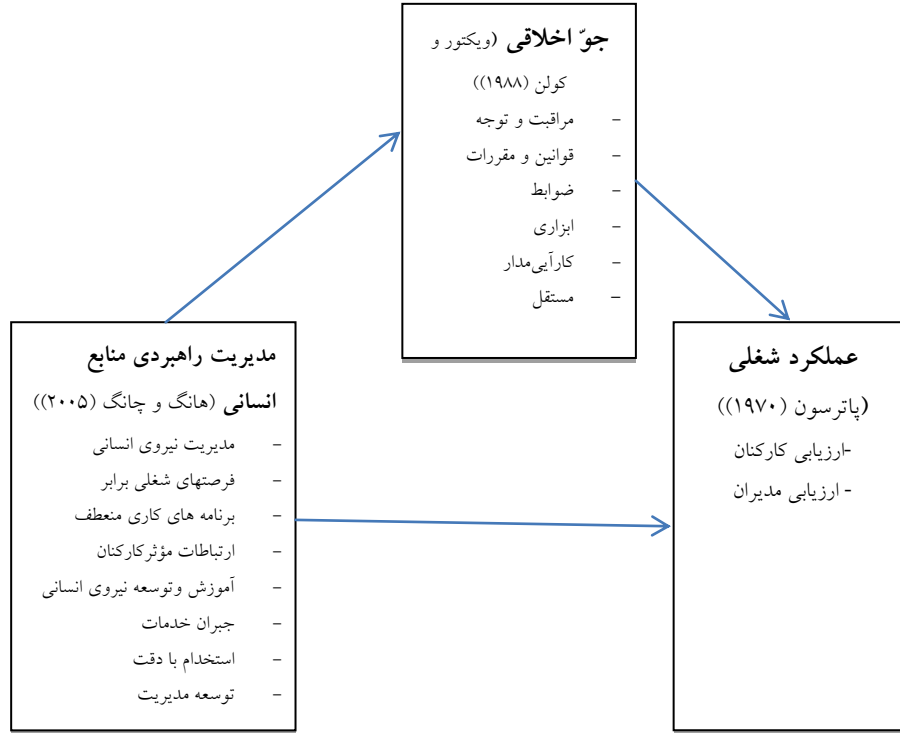 جوّ اخلاقی (ویکتور و
کولن (۱۹۸۸))
- مراقبت و توجه
- قوانین و مقررات
- ضوابط
- ابزاری
- کارآیی‌مدار
- مستقل
مدیریت راهبردی منابع
انسانی (هانگ و چانگ (۲۰۰۵))
- مدیریت نیروی انسانی
- فرصتهای شغلی برابر
- برنامه های کاری منعطف
- ارتباطات مؤثرکارکنان
- آموزش وتوسعه نیروی انسانی
- جبران خدمات
- استخدام با دقت
- توسعه مدیریت
عملکرد شغلی
(پاترسون (۱۹۷۰))
-ارزیابی کارکنان
- ارزیابی مدیران